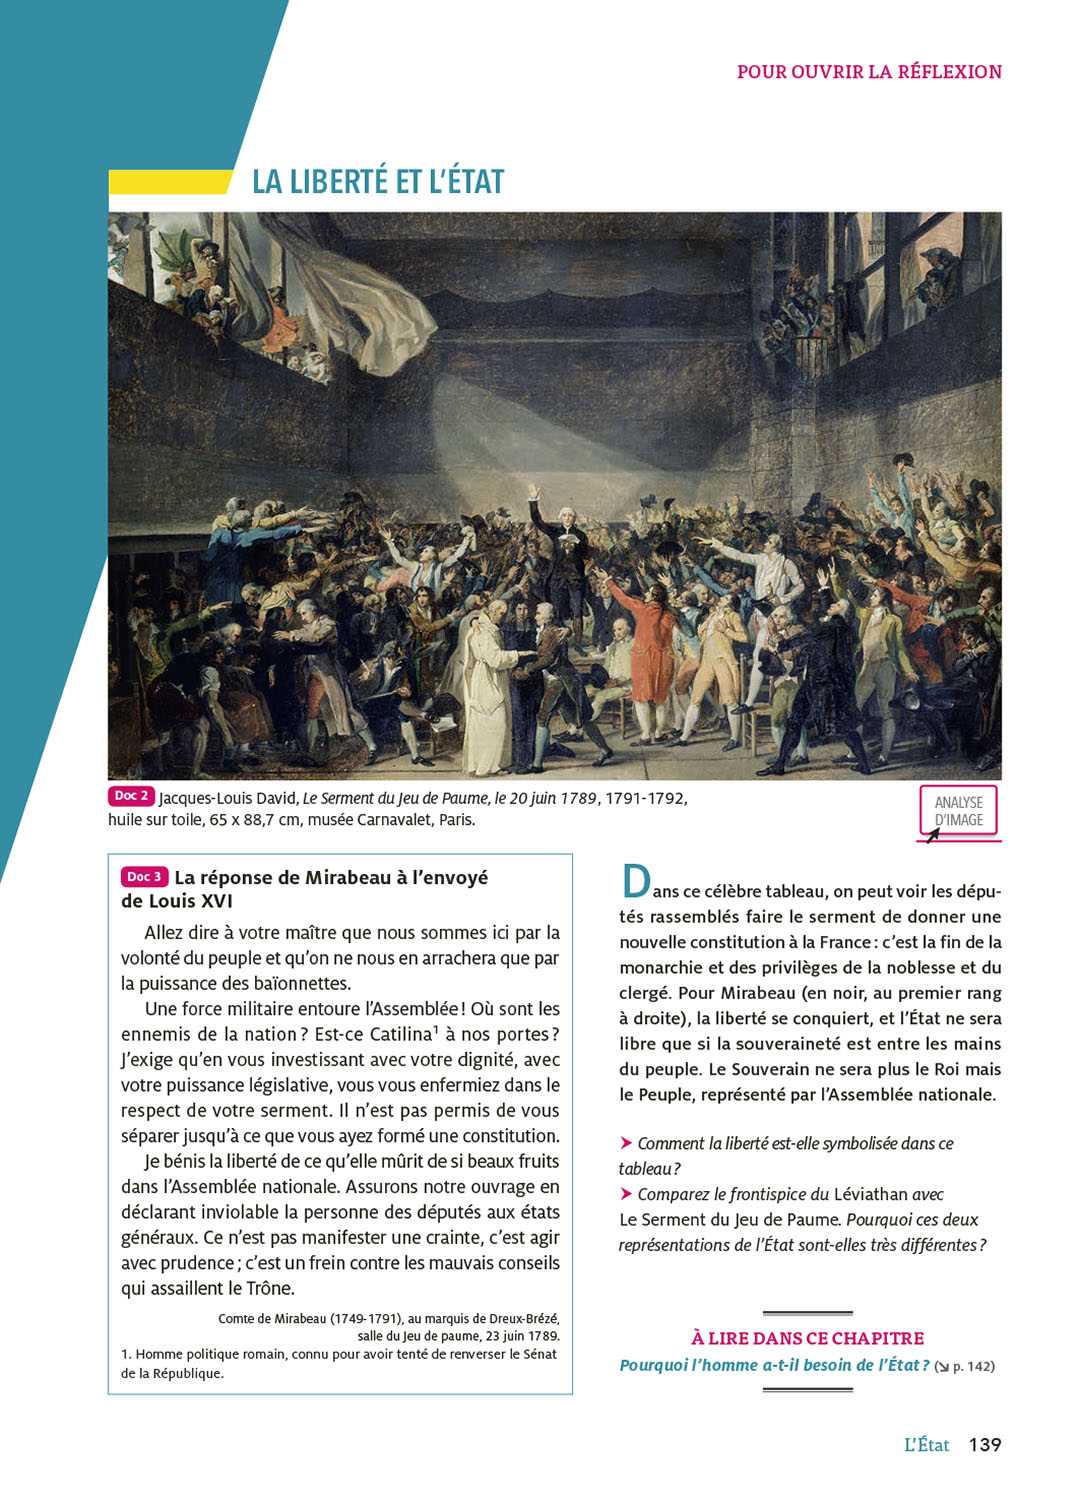 POUR OUVRIR LA RÉFLEXION
LA LIBERTÉ ET L'ÉTAT
Doc 2 Jacques-Louis David, Le Serment du Jeu de Paume, le 20 juin 1789, 1791-1792,
huile sur toile, 65 x 88,7 cm, musée Carnavalet, Paris.
ANALYSE
D'IMAGE
Doc 3 La réponse de Mirabeau à l'envoyé
de Louis XVI
Allez dire à votre maître que nous sommes ici par la
volonté du peuple et qu'on ne nous en arrachera que par
la puissance des baïonnettes.
Une force militaire entoure l'Assemblée ! Où sont les
ennemis de la nation ? Est-ce Catilina¹ à nos portes ?
J'exige qu'en vous investissant avec votre dignité, avec
votre puissance législative, vous vous enfermiez dans le
respect de votre serment. Il n'est pas permis de vous
séparer jusqu'à ce que vous ayez formé une constitution.
Je bénis la liberté de ce qu'elle mûrit de si beaux fruits
dans l'Assemblée nationale. Assurons notre ouvrage en
déclarant inviolable la personne des députés aux états
généraux. Ce n'est pas manifester une crainte, c'est agir
avec prudence ; c'est un frein contre les mauvais conseils
qui assaillent le Trône.
Comte de Mirabeau (1749-1791), au marquis de Dreux-Brézé,
salle du Jeu de paume, 23 juin 1789.
1. Homme politique romain, connu pour avoir tenté de renverser le Sénat
de la République.
Dans ce célèbre tableau, on peut voir les dépu-
tés rassemblés faire le serment de donner une
nouvelle constitution à la France : c'est la fin de la
monarchie et des privilèges de la noblesse et du
clergé. Pour Mirabeau (en noir, au premier rang
à droite), la liberté se conquiert, et l'État ne sera
libre que si la souveraineté est entre les mains
du peuple. Le Souverain ne sera plus le Roi mais
le Peuple, représenté par l'Assemblée nationale.
➤ Comment la liberté est-elle symbolisée dans ce
tableau ?
➤ Comparez le frontispice du Léviathan avec
Le Serment du Jeu de Paume. Pourquoi ces deux
représentations de l'État sont-elles très différentes ?
À LIRE DANS CE CHAPITRE
Pourquoi l'homme a-t-il besoin de l'État ? (↘ p. 142)
L'État 139